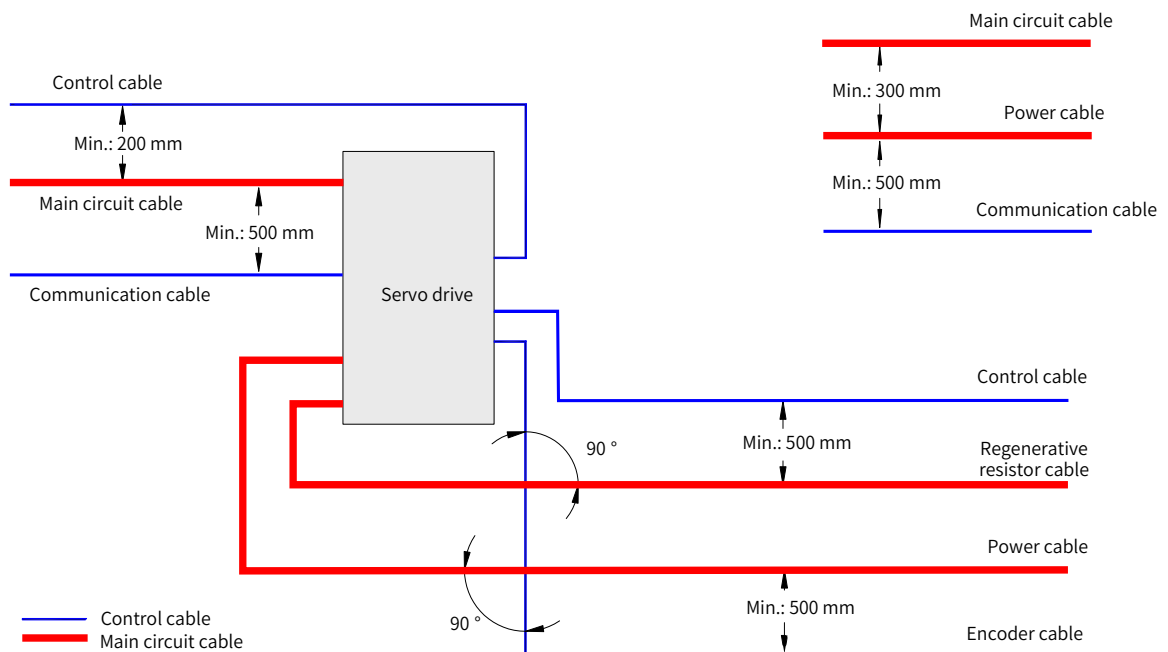 Main circuit cable
Control cable
Min.: 300 mm
Power cable
Min.: 200 mm
Min.: 500 mm
Main circuit cable
Communication cable
Min.: 500 mm
Communication cable
Servo drive
Control cable
Min.: 500 mm
90 °
Regenerative
resistor cable
Power cable
Min.: 500 mm
90 °
Encoder cable
Control cable
Main circuit cable